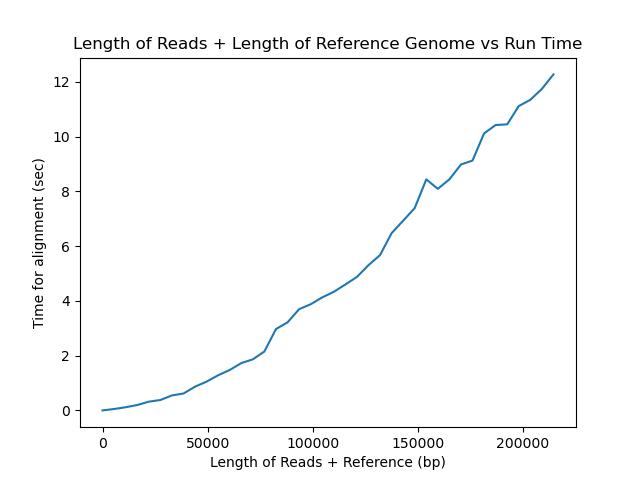 Length of Reads + Length of Reference Genome vs Run Time
12
10
8
6
4
2
0
Time for alignment (sec)
0 50000 100000 150000 200000
Length of Reads + Reference (bp)